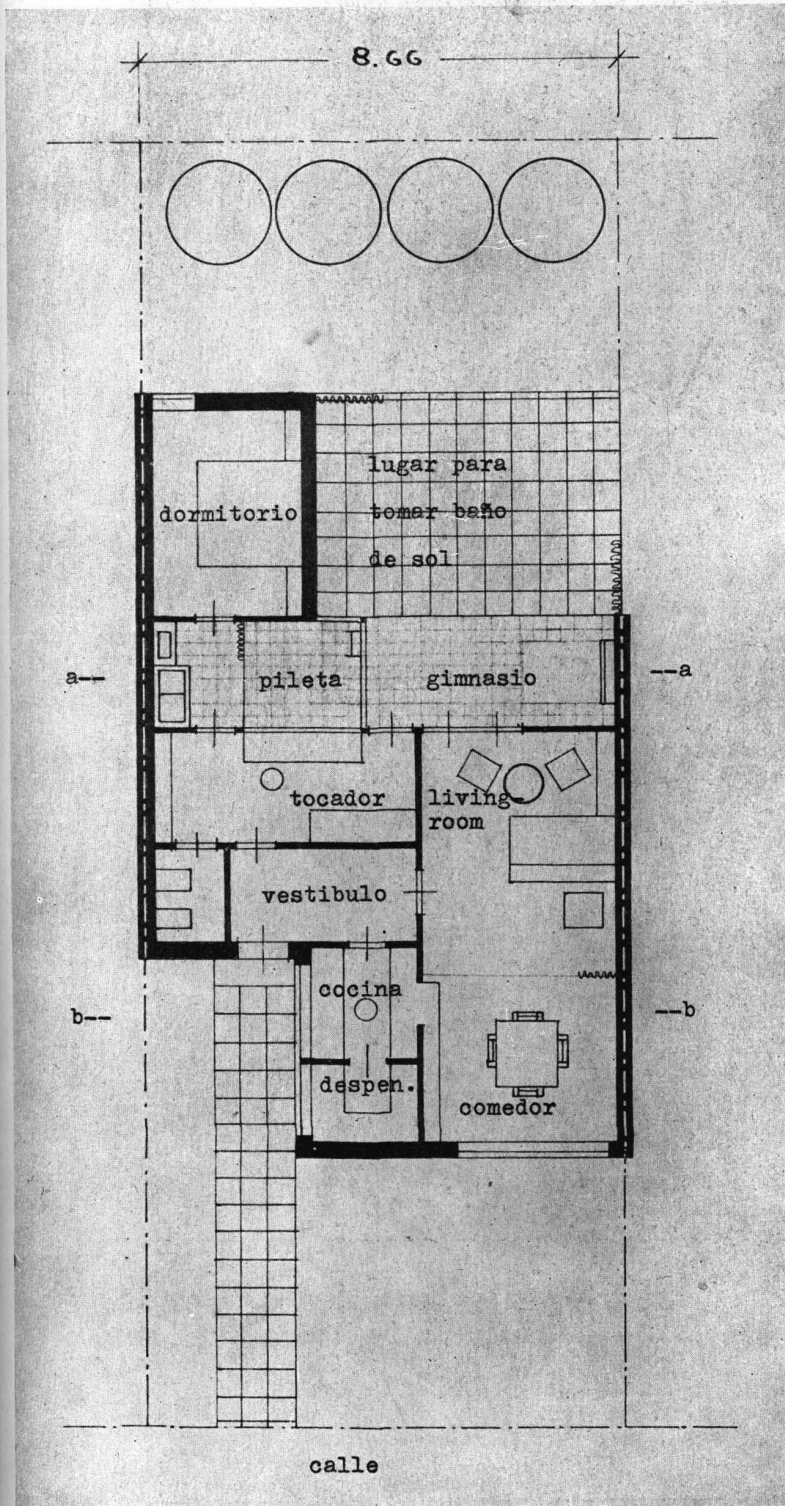 8.66
lugar para
tomar baño
de sol
dormitorio
a--
pileta
gimnasio
--a
tocador
living-
room
vestibulo
cocina
b--
--b
despen.
comedor
calle